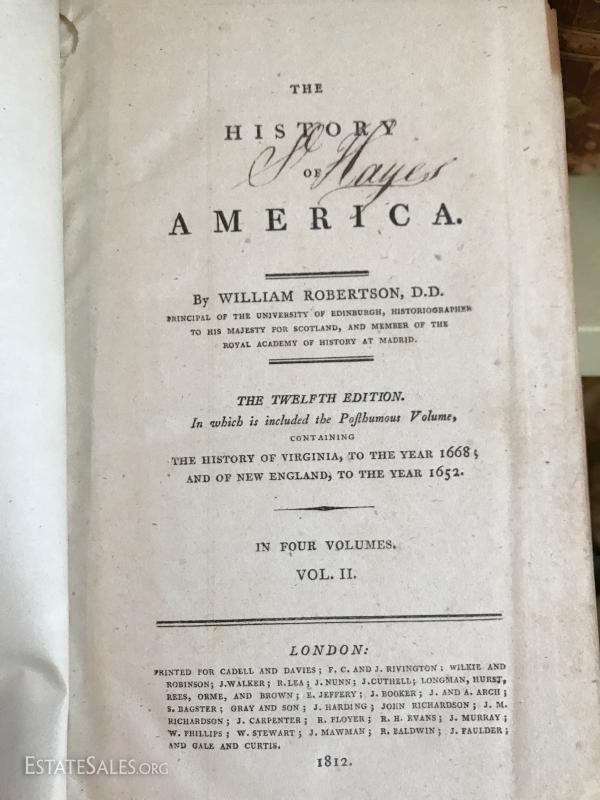 THE
HISTORY
OF
Hayes
AMERICA.
By WILLIAM ROBERTSON, D.D.
PRINCIPAL OF THE UNIVERSITY OF EDINBURGH, HISTORIOGRAPHER
TO HIS MAJESTY FOR SCOTLAND, AND MEMBER OF THE
ROYAL ACADEMY OF HISTORY AT MADRID.
THE TWELFTH EDITION.
In which is included the Poſthumous Volume,
CONTAINING
THE HISTORY OF VIRGINIA, TO THE YEAR 1668;
AND OF NEW ENGLAND, TO THE YEAR 1652.
IN FOUR VOLUMES.
VOL. II.
LONDON:
PRINTED FOR CADELL AND DAVIES; F. C. AND J. RIVINGTON: WILKIE AND
ROBINSON; J. WALKER; R. LEA; J. NUNN; J. CUTHELL; LONGMAN, HURST,
REES, ORME, AND BROWN; E. JEFFERY; J. BOOKER; J. AND A. ARCH;
S. BAGSTER; GRAY AND SON; J. HARDING; JOHN RICHARDSON; J. M.
RICHARDSON; J. CARPENTER; R. FLOYER; R. H. EVANS; J. MURRAY;
W. PHILLIPS; W. STEWART; J. MAWMAN; R. BALDWIN; J. FAULDER;
AND GALE AND CURTIS.
1812.
ESTATESALES.ORG